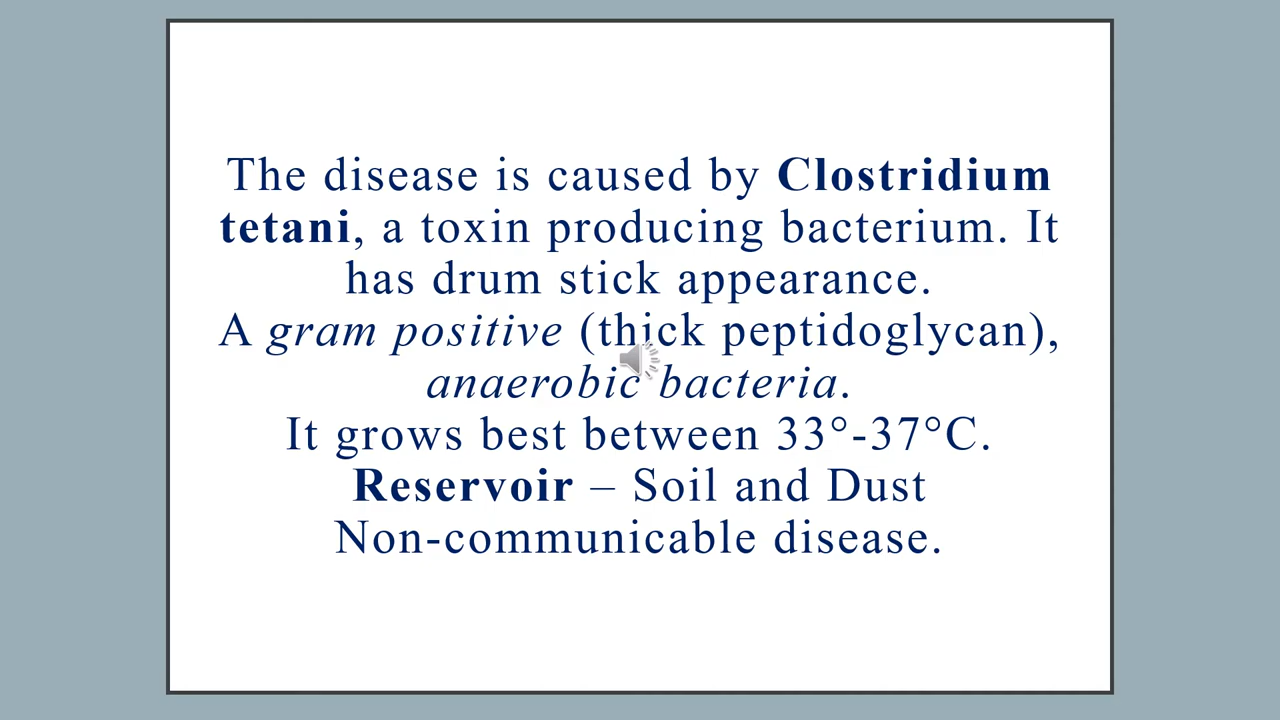 The disease is caused by Clostridium
tetani, a toxin producing bacterium. It
has drum stick appearance.
A gram positive (thick peptidoglycan),
anaerobic bacteria.
It grows best between 33°-37°C.
Reservoir – Soil and Dust
Non-communicable disease.